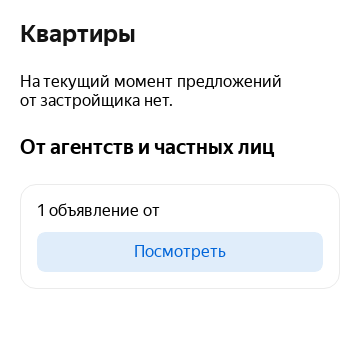 Квартиры
На текущий момент предложений
от застройщика нет.
От агентств и частных лиц
1 объявление от
Посмотреть